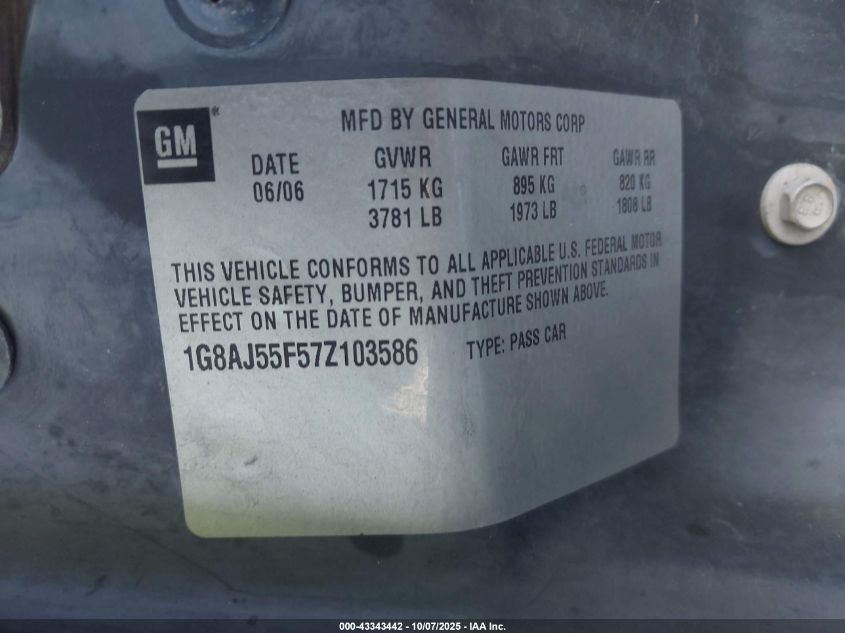 GM
MFD BY GENERAL MOTORS CORP
DATE GVWR GAWR FRT GAWR RR
06/06 1715 KG 895 KG 820 KG
3781 LB 1973 LB 1808 LB
THIS VEHICLE CONFORMS TO ALL APPLICABLE U.S. FEDERAL MOTOR
VEHICLE SAFETY, BUMPER, AND THEFT PREVENTION STANDARDS IN
EFFECT ON THE DATE OF MANUFACTURE SHOWN ABOVE.
1G8AJ55F57Z103586 TYPE: PASS CAR
000-43343442 - 10/07/2025 - IAA Inc.